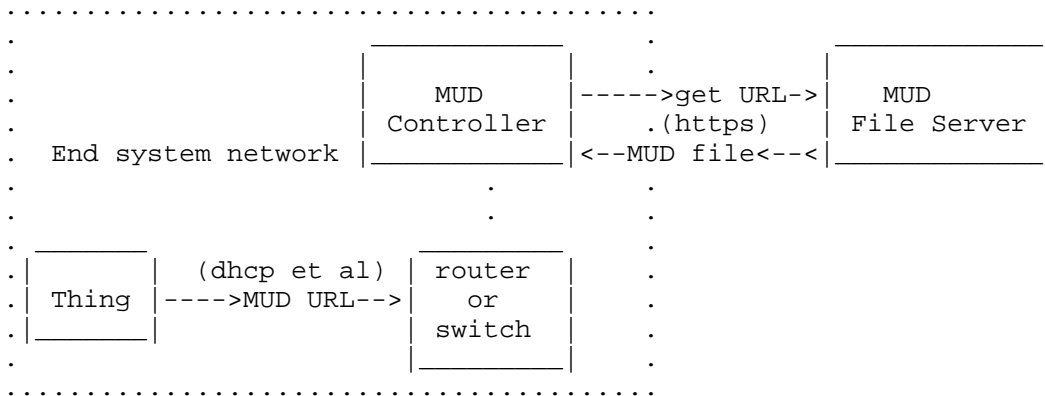 MUD ----->get URL-> MUD
Controller (https) File Server
End system network <--MUD file<--<
(dhcp et al) router
Thing ---->MUD URL--> or
switch